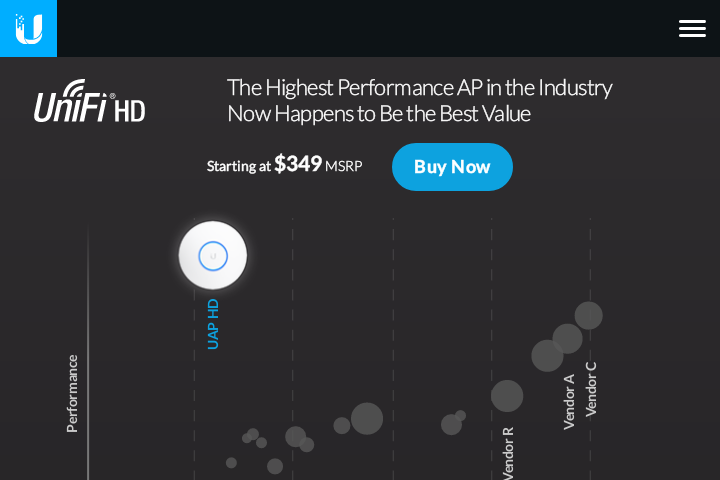 UniFi® HD
The Highest Performance AP in the Industry
Now Happens to Be the Best Value
Starting at $349 MSRP
Buy Now
UAP HD
Performance
Vendor R
Vendor A
Vendor C